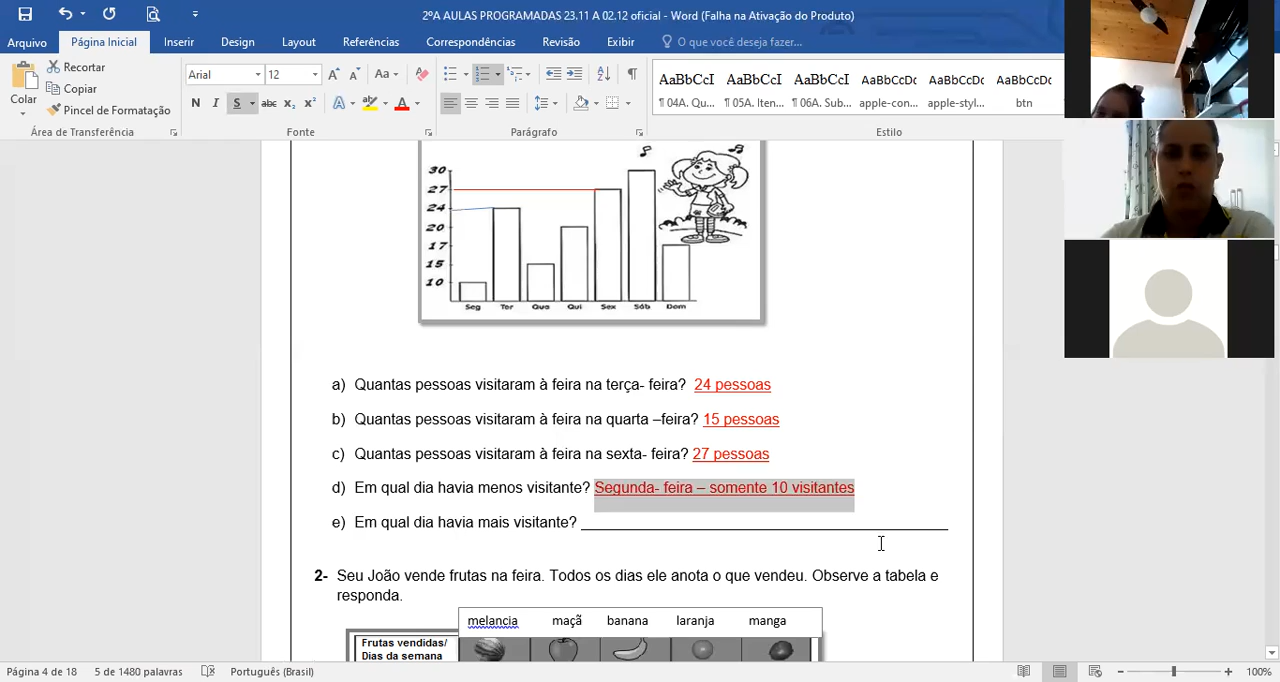 2ºA AULAS PROGRAMADAS 23.11 A 02.12 oficial - Word (Falha na Ativação do Produto)
Arquivo Página Inicial Inserir Design Layout Referências Correspondências Revisão Exibir O que você deseja fazer...
Colar
Recortar
Copiar
Pincel de Formatação
Área de Transferência
Arial 12
Aa
N I S abc x₂ x²
Fonte
Parágrafo
AaBbCcI AaBbCcI AaBbCcI AaBbCcDc AaBbCcDc AaBbCcDc
¶ 04A. Qu... ¶ 05A. Iten... ¶ 06A. Sub... apple-con... apple-styl... btn
Estilo
30
27
24
20
17
15
10
Seg Ter Qua Qui Sex Sáb Dom
a) Quantas pessoas visitaram à feira na terça- feira? 24 pessoas
b) Quantas pessoas visitaram à feira na quarta –feira? 15 pessoas
c) Quantas pessoas visitaram à feira na sexta- feira? 27 pessoas
d) Em qual dia havia menos visitante? Segunda- feira – somente 10 visitantes
e) Em qual dia havia mais visitante?
2- Seu João vende frutas na feira. Todos os dias ele anota o que vendeu. Observe a tabela e
responda.
melancia maçã banana laranja manga
Frutas vendidas/
Dias da semana
Página 4 de 18 5 de 1480 palavras Português (Brasil) 100%